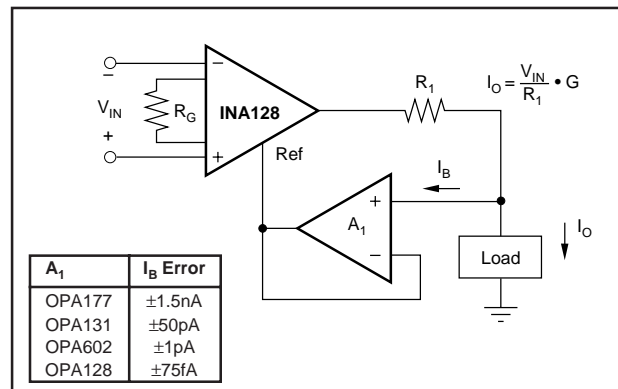 –
V_IN
+
R_G
–
INA128
+
Ref
R_1
I_O = V_IN / R_1 • G
I_B
+
A_1
–
I_O
Load
A_1 I_B Error
OPA177 ±1.5nA
OPA131 ±50pA
OPA602 ±1pA
OPA128 ±75fA